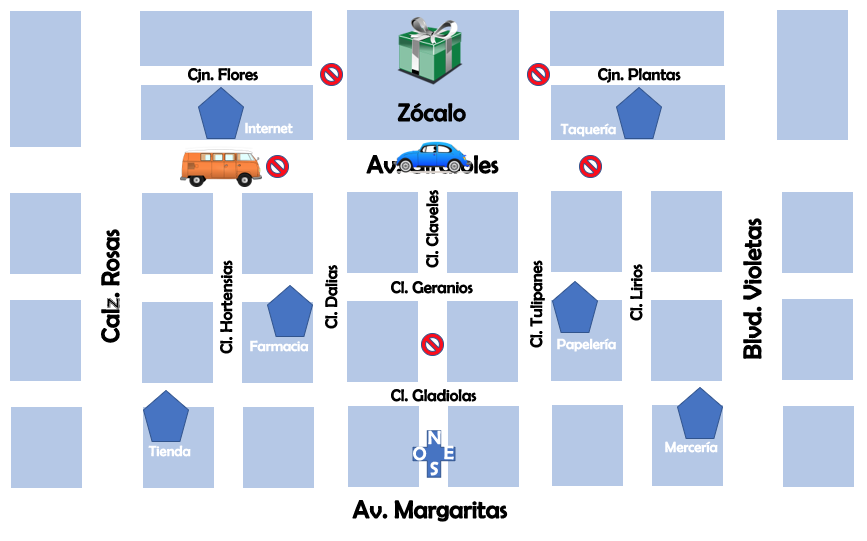 Cjn. Flores
Cjn. Plantas
Zócalo
Internet
Taquería
Av.
Calz. Rosas
Cl. Hortensias
Cl. Dalias
Cl. Claveles
Cl. Geranios
Cl. Tulipanes
Cl. Lirios
Blvd. Violetas
Farmacia
Papelería
Cl. Gladiolas
Tienda
Mercería
N
O E
S
Av. Margaritas